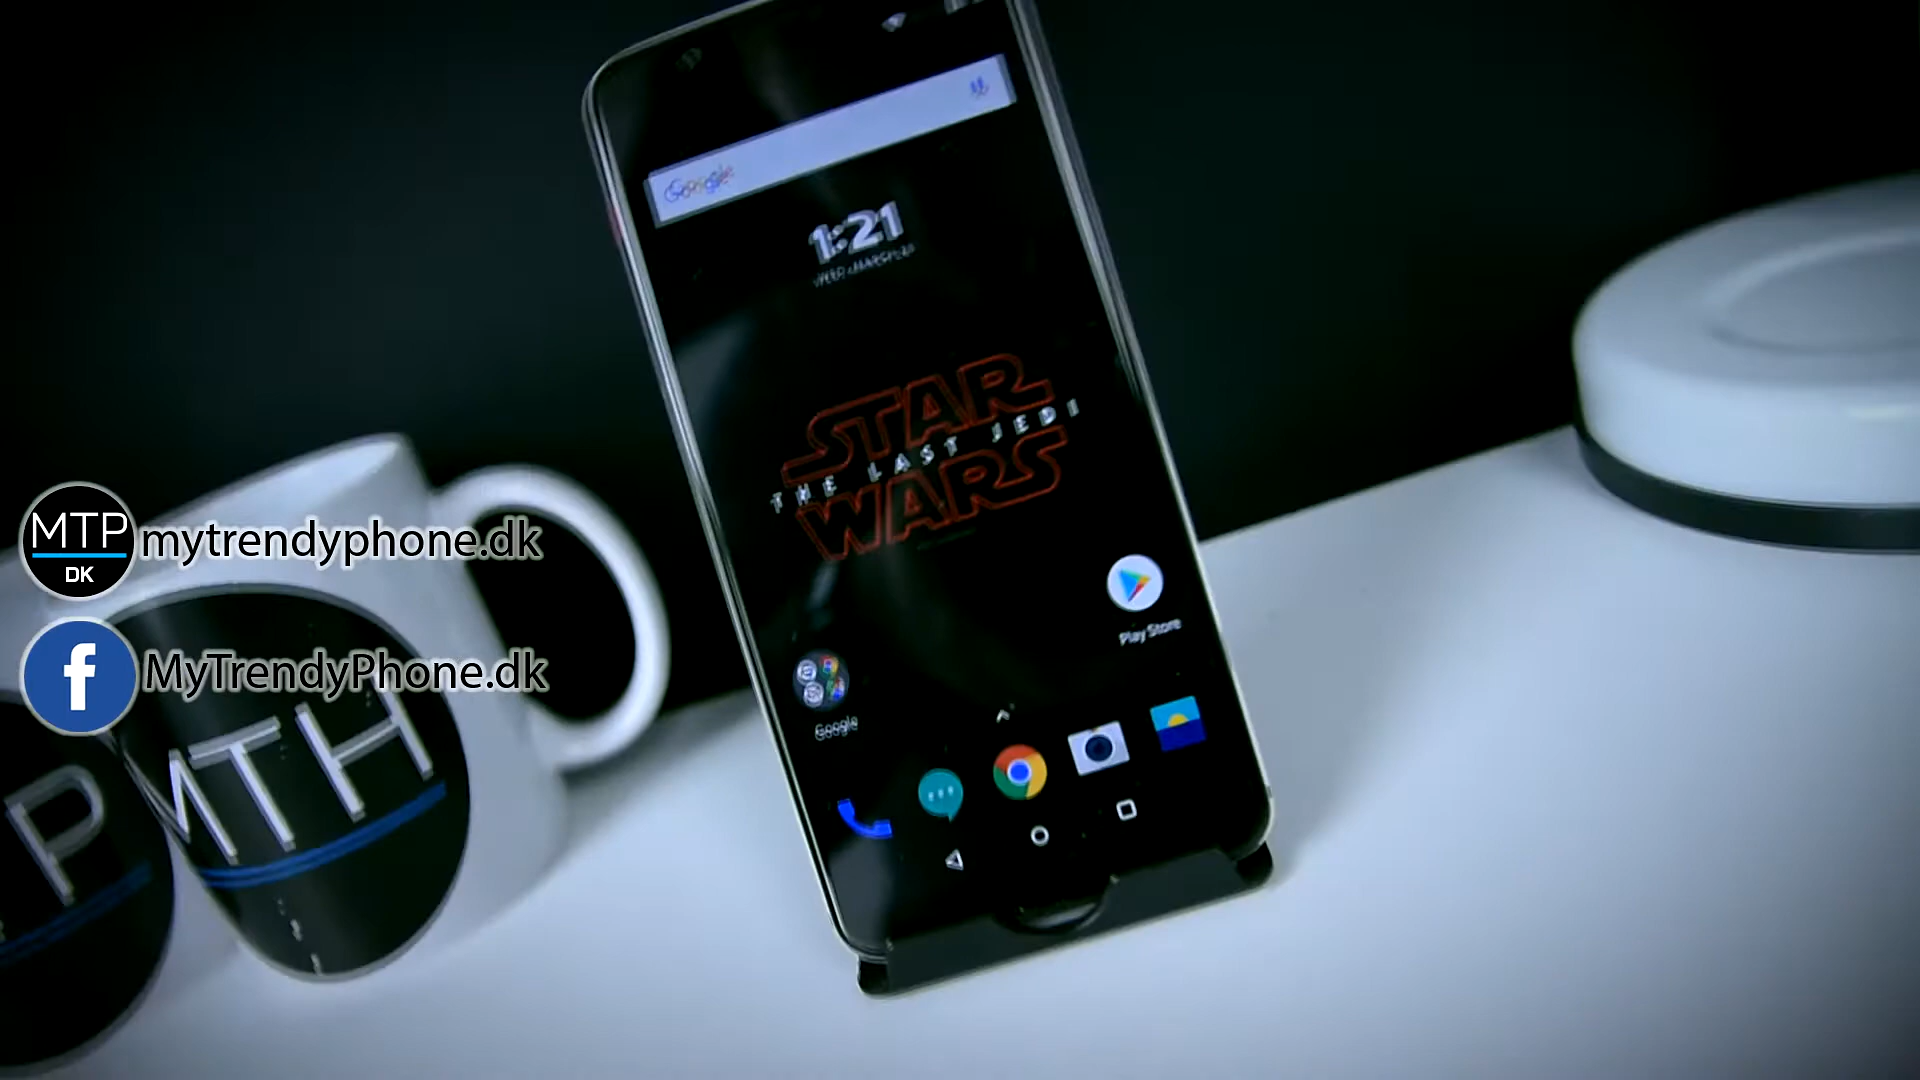 Google
1:21
STAR
THE LAST JEDI
WARS
Play Store
Google
MTP
DK
mytrendyphone.dk
f
MyTrendyPhone.dk
P
MTH